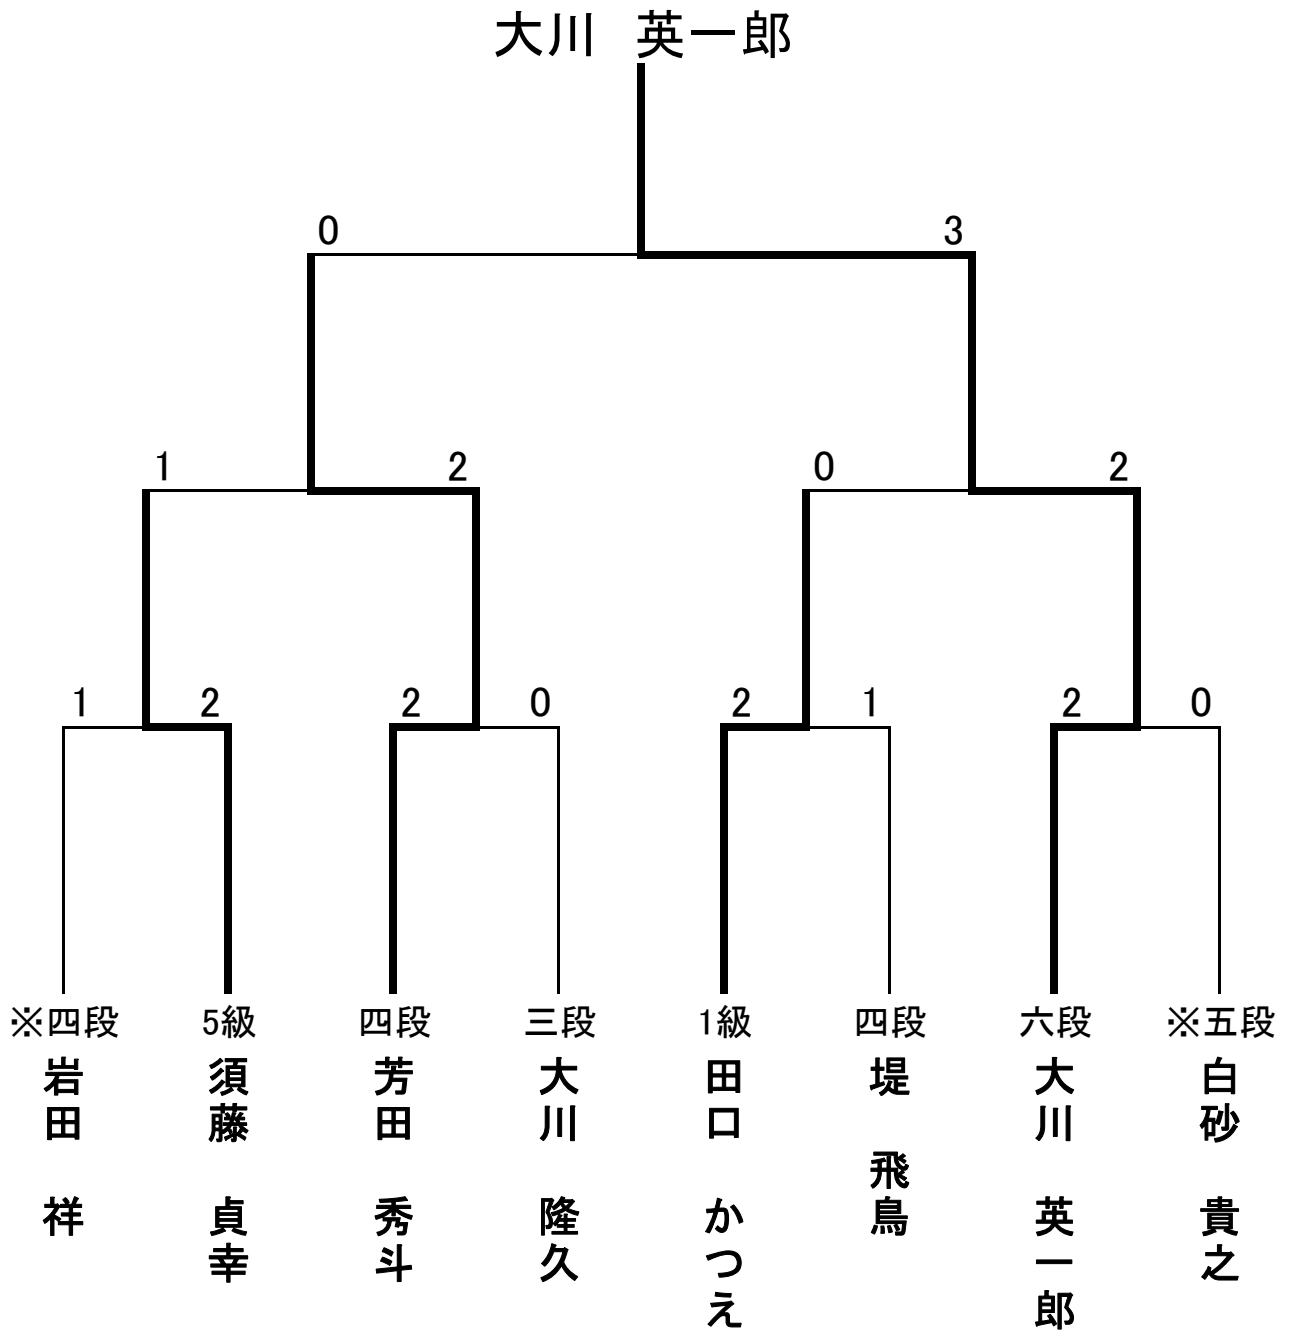 大川 英一郎
0 3
1 2 0 2
1 2 2 0 2 1 2 0
※四段 5級 四段 三段 1級 四段 六段 ※五段
岩田 祥
須藤 貞幸
芳田 秀斗
大川 隆久
田口 かつえ
堤 飛鳥
大川 英一郎
白砂 貴之